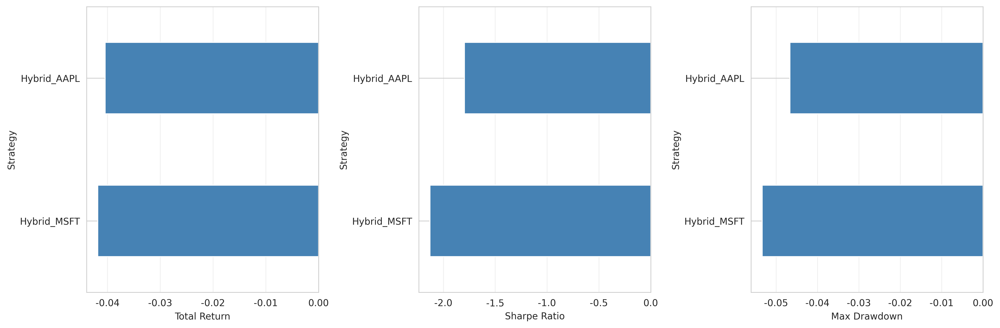 Strategy
Hybrid_AAPL
Hybrid_MSFT
-0.04 -0.03 -0.02 -0.01 0.00
Total Return
Strategy
Hybrid_AAPL
Hybrid_MSFT
-2.0 -1.5 -1.0 -0.5 0.0
Sharpe Ratio
Strategy
Hybrid_AAPL
Hybrid_MSFT
-0.05 -0.04 -0.03 -0.02 -0.01 0.00
Max Drawdown